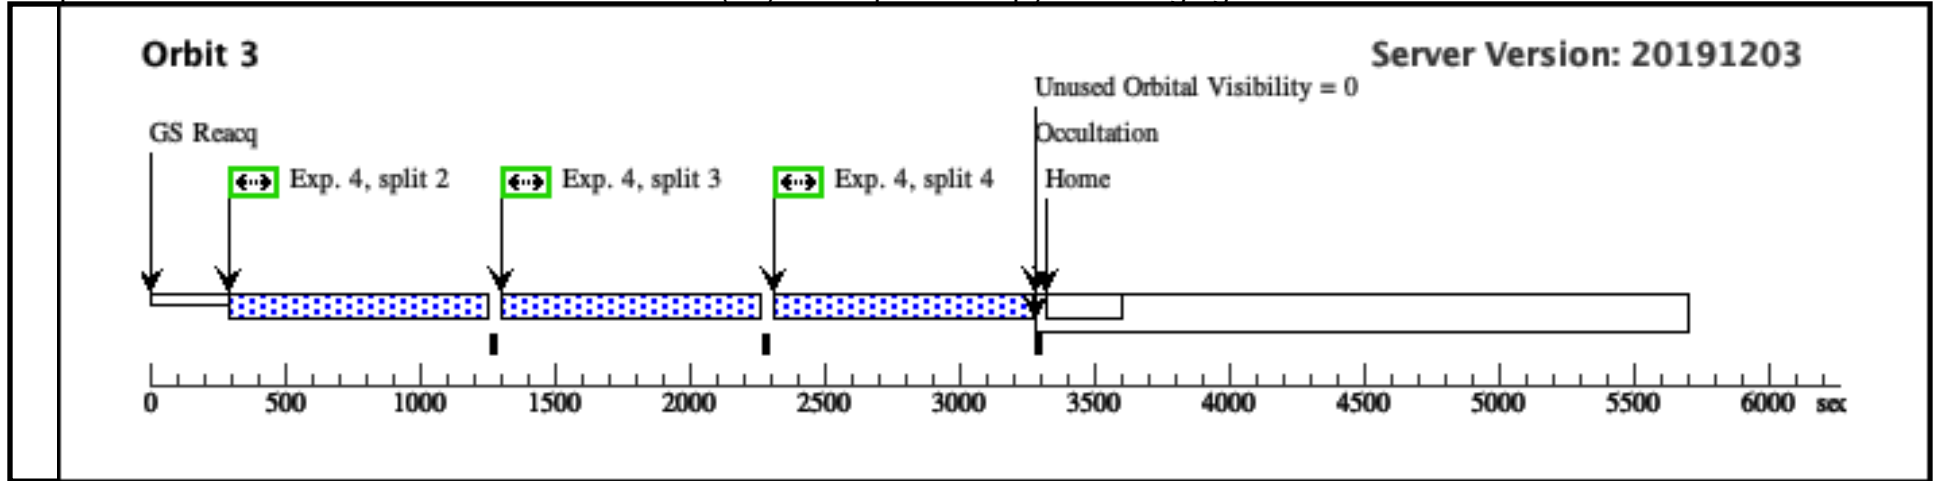 Orbit 3
Server Version: 20191203
Unused Orbital Visibility = 0
GS Reacq
Occultation
Exp. 4, split 2
Exp. 4, split 3
Exp. 4, split 4
Home
0 500 1000 1500 2000 2500 3000 3500 4000 4500 5000 5500 6000 sec